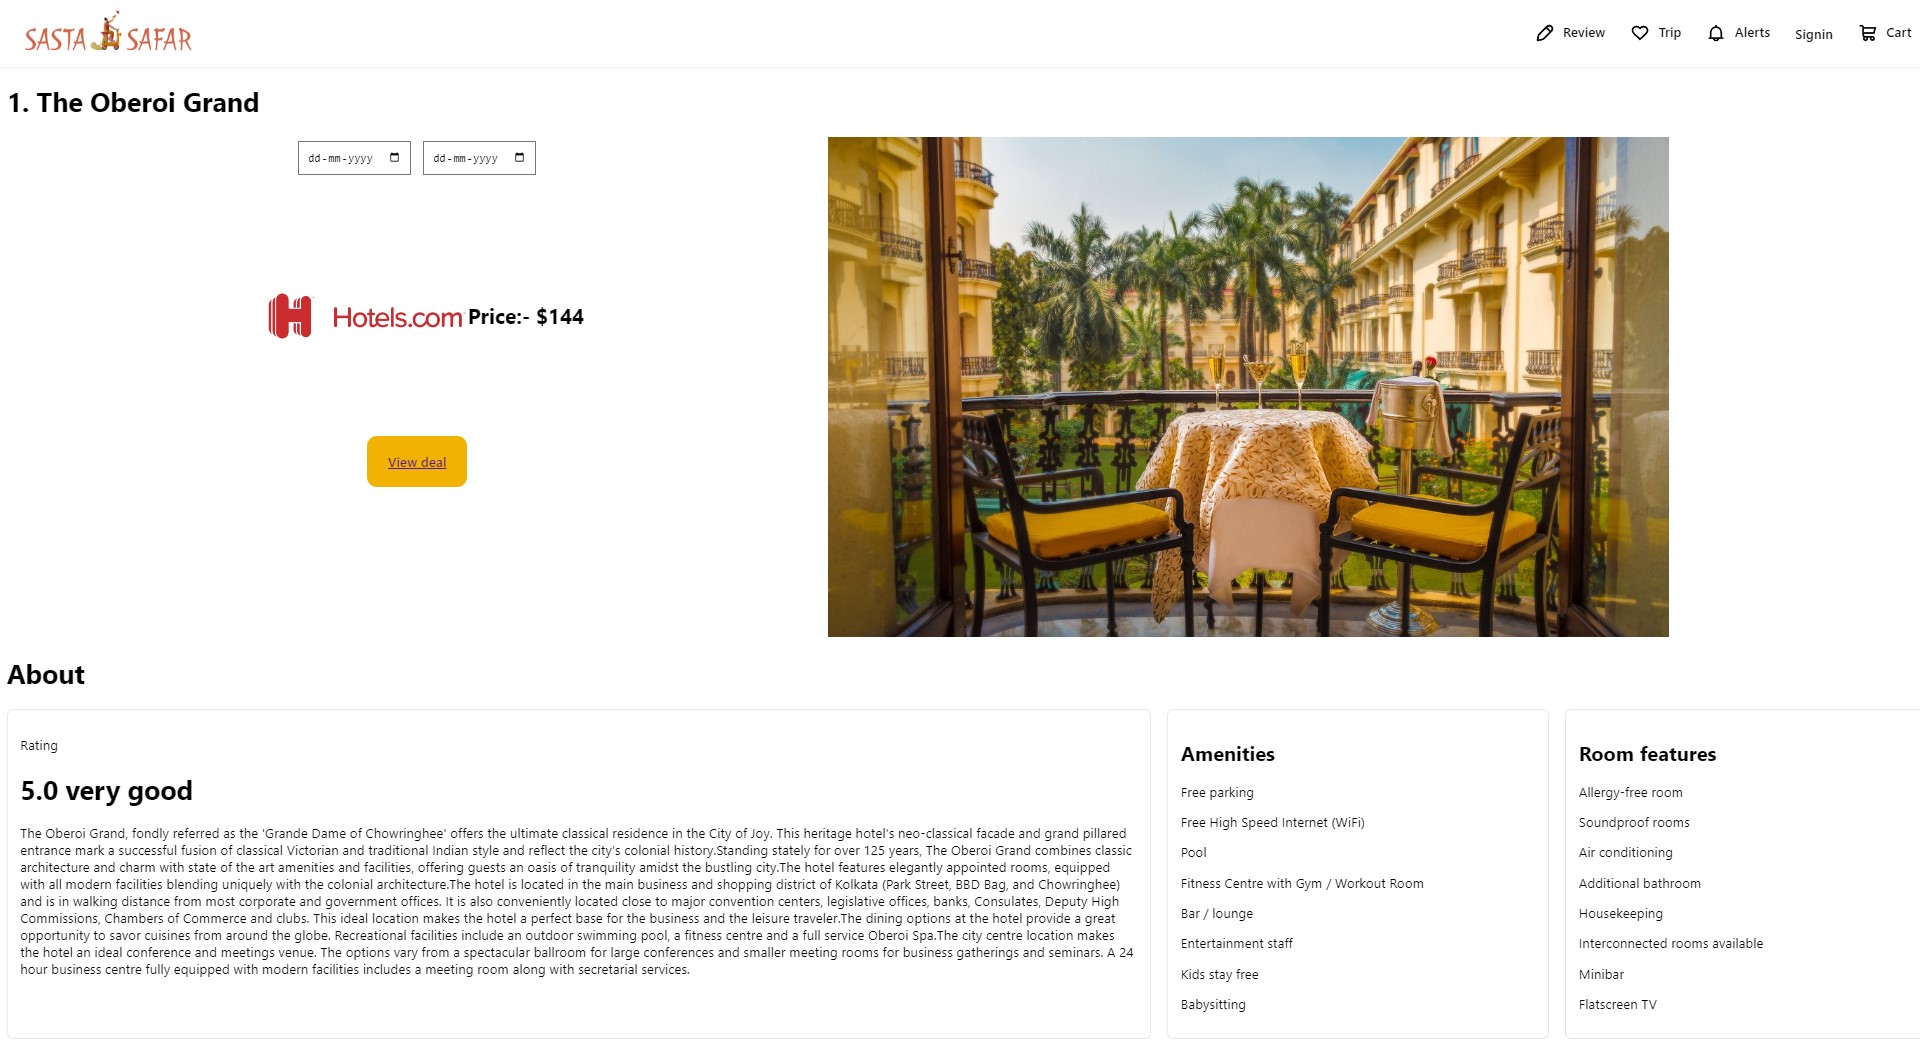 SASTA SAFAR
Review
Trip
Alerts
Signin
Cart
1. The Oberoi Grand
dd-mm-yyyy
dd-mm-yyyy
Hotels.com Price:- $144
View deal
About
Rating
5.0 very good
The Oberoi Grand, fondly referred as the 'Grande Dame of Chowringhee' offers the ultimate classical residence in the City of Joy. This heritage hotel’s neo-classical facade and grand pillared
entrance mark a successful fusion of classical Victorian and traditional Indian style and reflect the city’s colonial history.Standing stately for over 125 years, The Oberoi Grand combines classic
architecture and charm with state of the art amenities and facilities, offering guests an oasis of tranquility amidst the bustling city.The hotel features elegantly appointed rooms, equipped
with all modern facilities blending uniquely with the colonial architecture.The hotel is located in the main business and shopping district of Kolkata (Park Street, BBD Bag, and Chowringhee)
and is in walking distance from most corporate and government offices. It is also conveniently located close to major convention centers, legislative offices, banks, Consulates, Deputy High
Commissions, Chambers of Commerce and clubs. This ideal location makes the hotel a perfect base for the business and the leisure traveler.The dining options at the hotel provide a great
opportunity to savor cuisines from around the globe. Recreational facilities include an outdoor swimming pool, a fitness centre and a full service Oberoi Spa.The city centre location makes
the hotel an ideal conference and meetings venue. The options vary from a spectacular ballroom for large conferences and smaller meeting rooms for business gatherings and seminars. A 24
hour business centre fully equipped with modern facilities includes a meeting room along with secretarial services.
Amenities
Free parking
Free High Speed Internet (WiFi)
Pool
Fitness Centre with Gym / Workout Room
Bar / lounge
Entertainment staff
Kids stay free
Babysitting
Room features
Allergy-free room
Soundproof rooms
Air conditioning
Additional bathroom
Housekeeping
Interconnected rooms available
Minibar
Flatscreen TV